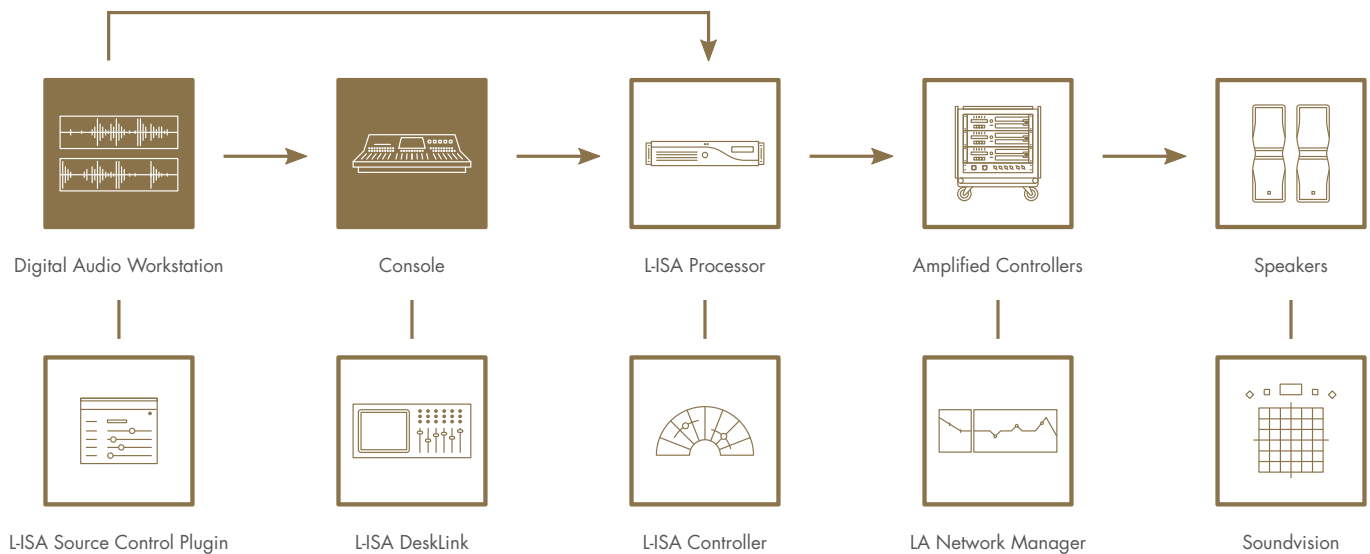 Digital Audio Workstation
Console
L-ISA Processor
Amplified Controllers
Speakers
L-ISA Source Control Plugin
L-ISA DeskLink
L-ISA Controller
LA Network Manager
Soundvision